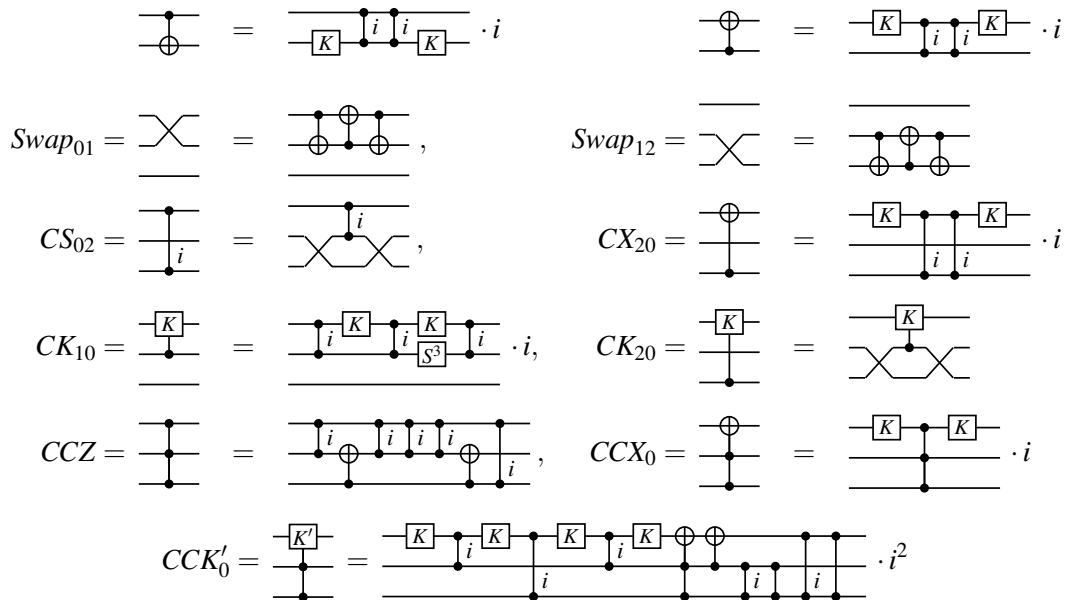 = K i i K · i = K i i K · i
Swap₀₁ = = , Swap₁₂ = =
CS₀₂ = i = i , CX₂₀ = = K i i K · i
CK₁₀ = K = i K i K S³ i · i, CK₂₀ = K = K
CCZ = = i i i i i , CCX₀ = = K K · i
CCK′₀ = K′ = K i K i K i K i i i i · i²